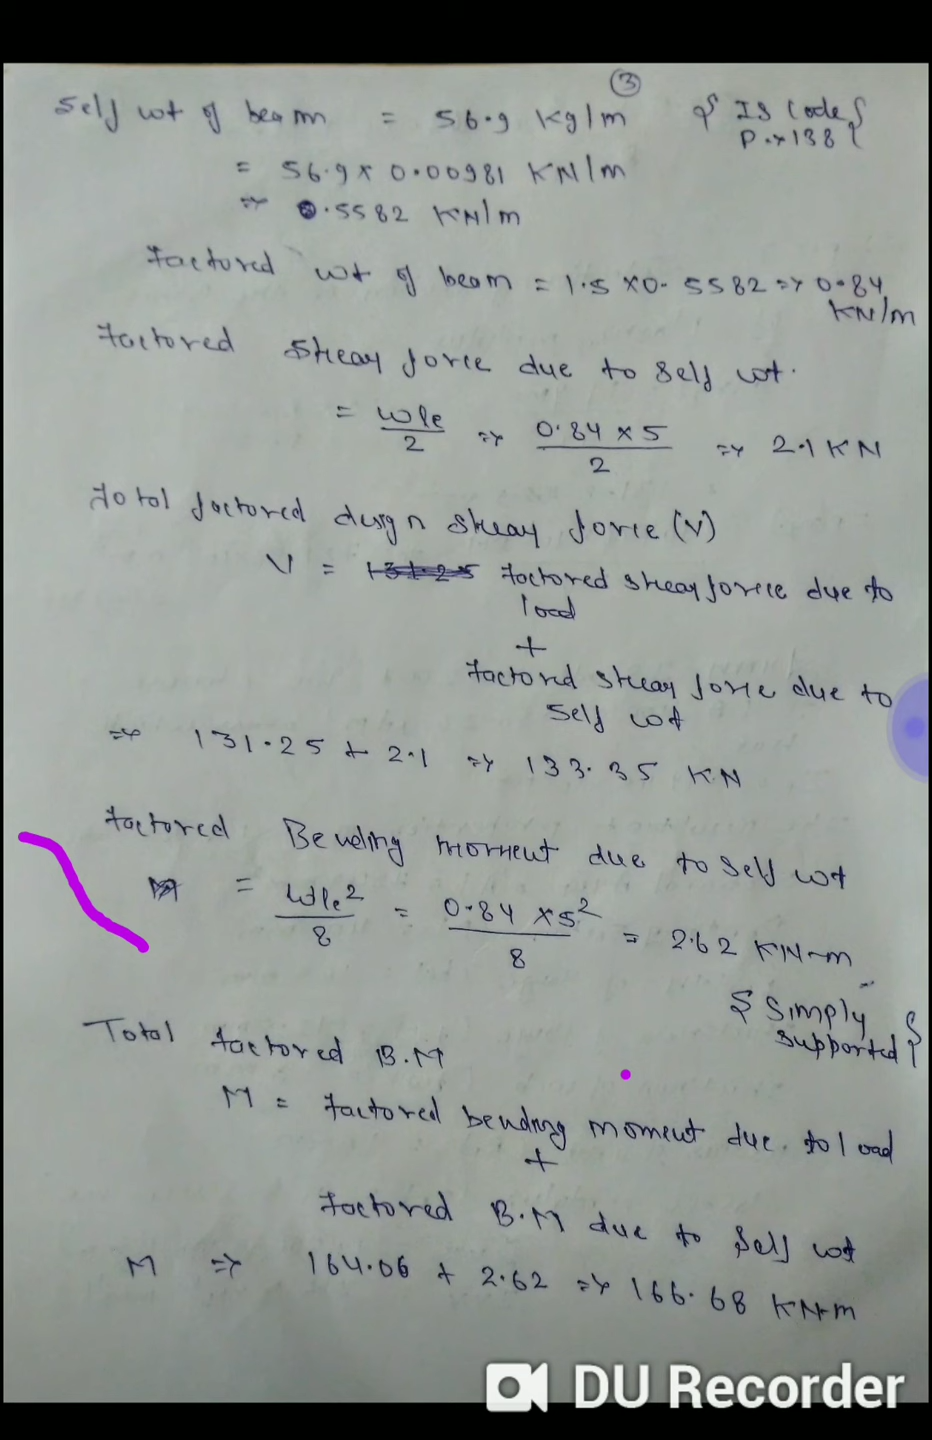 ③
Self wt of beam = 56.9 Kg/m { IS Code }
P.→138
= 56.9 x 0.00981 KN/m
=> 0.5582 KN/m
Factored wt of beam = 1.5 x 0.5582 => 0.84 KN/m
Factored Shear force due to Self wt.
= wle/2 => 0.84 x 5/2 => 2.1 KN
Total factored design shear force (V)
V = 131.25 factored shear force due to load
+
Factored shear force due to self wt
=> 131.25 + 2.1 => 133.35 KN
Factored Bending moment due to self wt
M = Wle²/8 = 0.84 x 5²/8 = 2.62 KN-m
{ Simply supported }
Total factored B.M
M = factored bending moment due to load
+
Factored B.M due to self wt
M => 164.06 + 2.62 => 166.68 KN-m
DU Recorder